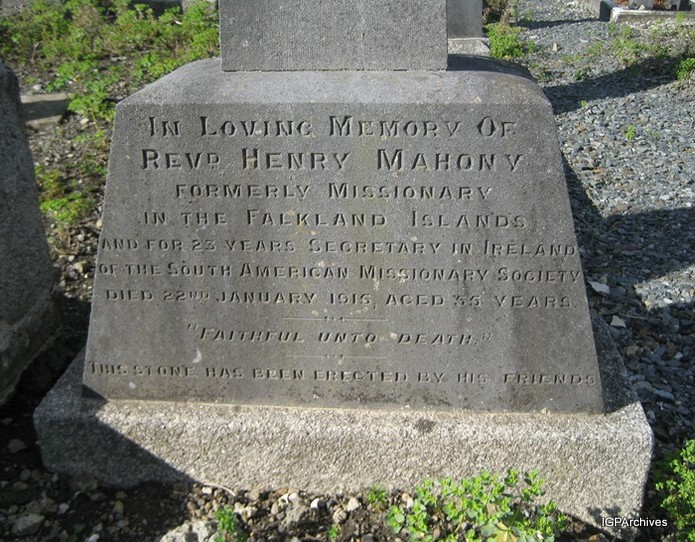 IN LOVING MEMORY OF
REVD HENRY MAHONY
FORMERLY MISSIONARY
IN THE FALKLAND ISLANDS
AND FOR 23 YEARS SECRETARY IN IRELAND
OF THE SOUTH AMERICAN MISSIONARY SOCIETY
DIED 22ND JANUARY 1915, AGED YEARS.
"FAITHFUL UNTO DEATH."
THIS STONE HAS BEEN ERECTED BY HIS FRIENDS
IGPArchives